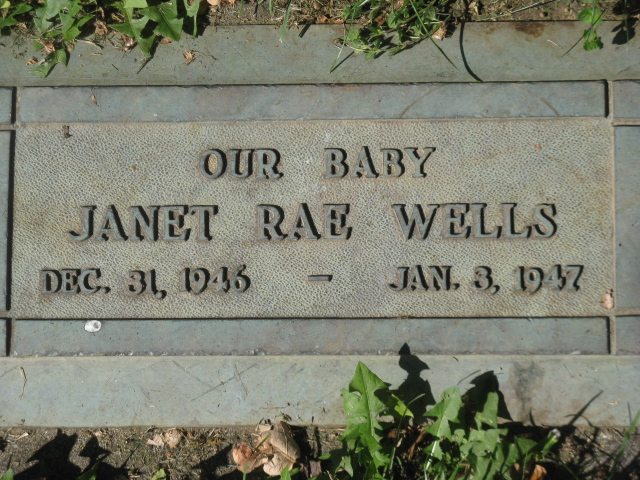 OUR BABY
JANET RAE WELLS
DEC. 31, 1946 – JAN. 3, 1947